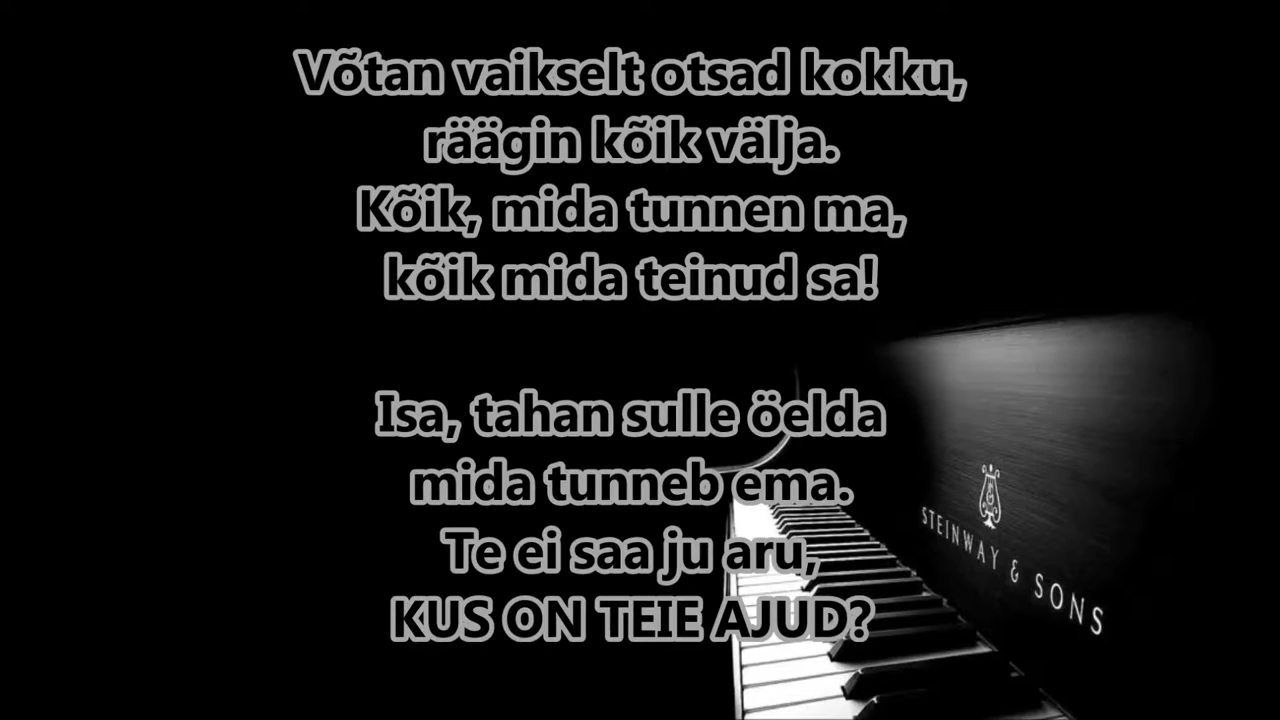 Võtan vaikselt otsad kokku,
räägin kõik välja.
Kõik, mida tunnen ma,
kõik mida teinud sa!
Isa, tahan sulle öelda
mida tunneb ema.
Te ei saa ju aru,
KUS ON TEIE AJUD?
STEINWAY & SONS